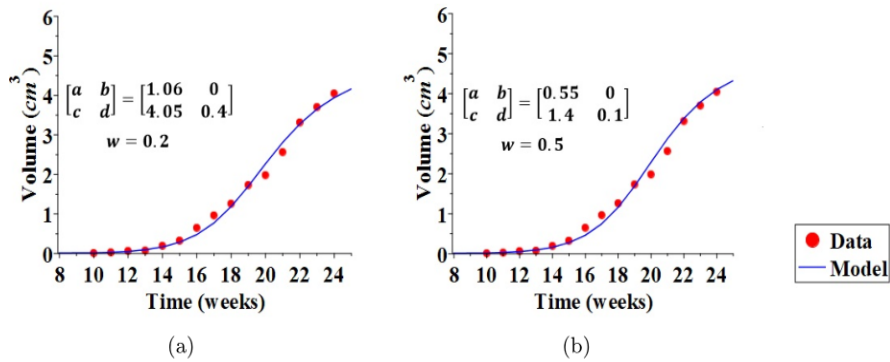 6
5
4
3
2
1
0
Volume (cm³)
[a b
c d] = [1.06 0
4.05 0.4]
w = 0.2
8 10 12 14 16 18 20 22 24
Time (weeks)
(a)
6
5
4
3
2
1
0
Volume (cm³)
[a b
c d] = [0.55 0
1.4 0.1]
w = 0.5
8 10 12 14 16 18 20 22 24
Time (weeks)
(b)
Data
Model